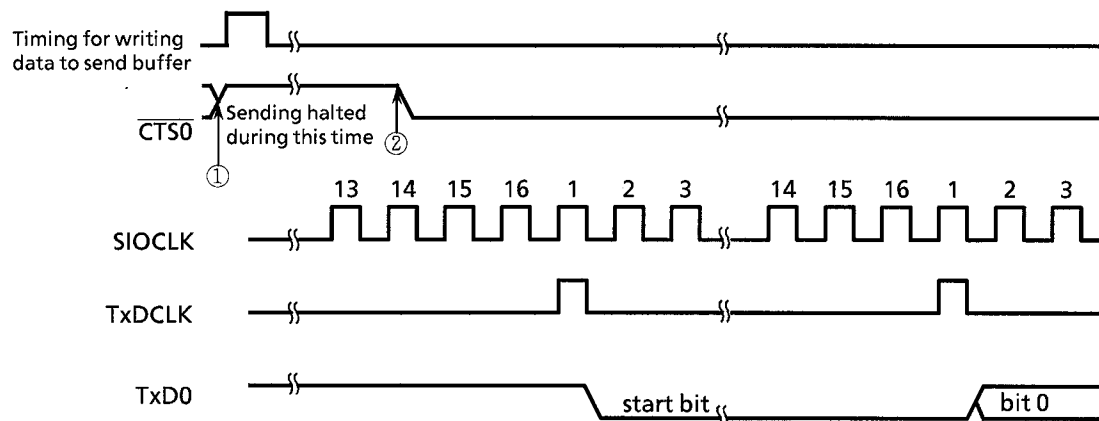 Timing for writing
data to send buffer
CTS0
Sending halted
during this time
①
②
13 14 15 16 1 2 3 14 15 16 1 2 3
SIOCLK
TxDCLK
TxD0
start bit
bit 0